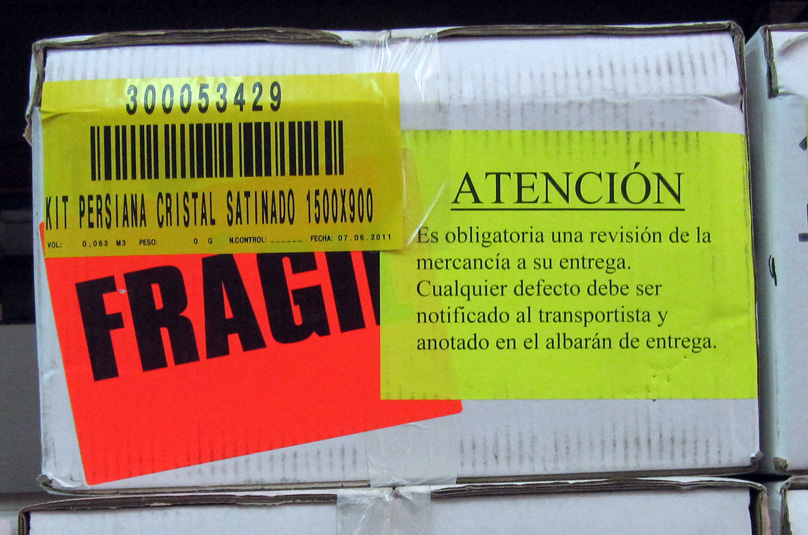 300053429
KIT PERSIANA CRISTAL SATINADO 1500X900
VOL: 0,063 M3 PESO: 0 G N.CONTROL: ------ FECHA: 07.06.2011
FRAGIL
ATENCIÓN
Es obligatoria una revisión de la
mercancía a su entrega.
Cualquier defecto debe ser
notificado al transportista y
anotado en el albarán de entrega.